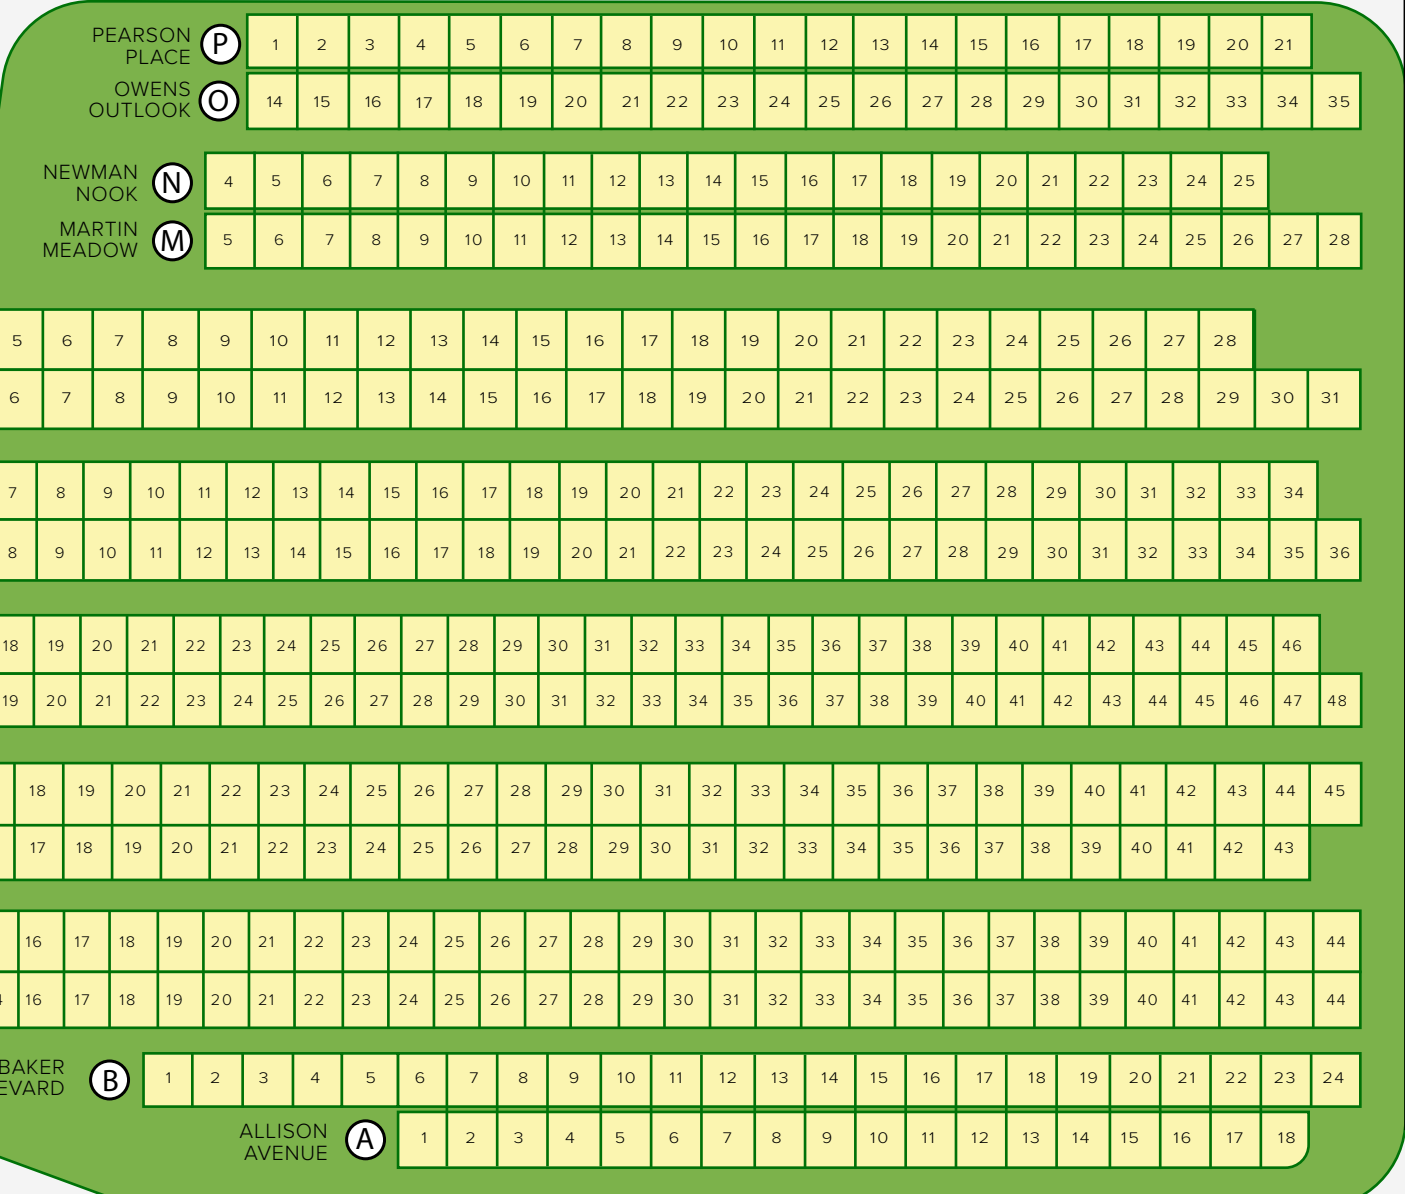 PEARSON
PLACE
P 1 2 3 4 5 6 7 8 9 10 11 12 13 14 15 16 17 18 19 20 21
OWENS
OUTLOOK
O 14 15 16 17 18 19 20 21 22 23 24 25 26 27 28 29 30 31 32 33 34 35
NEWMAN
NOOK
N 4 5 6 7 8 9 10 11 12 13 14 15 16 17 18 19 20 21 22 23 24 25
MARTIN
MEADOW
M 5 6 7 8 9 10 11 12 13 14 15 16 17 18 19 20 21 22 23 24 25 26 27 28
5 6 7 8 9 10 11 12 13 14 15 16 17 18 19 20 21 22 23 24 25 26 27 28
6 7 8 9 10 11 12 13 14 15 16 17 18 19 20 21 22 23 24 25 26 27 28 29 30 31
7 8 9 10 11 12 13 14 15 16 17 18 19 20 21 22 23 24 25 26 27 28 29 30 31 32 33 34
8 9 10 11 12 13 14 15 16 17 18 19 20 21 22 23 24 25 26 27 28 29 30 31 32 33 34 35 36
18 19 20 21 22 23 24 25 26 27 28 29 30 31 32 33 34 35 36 37 38 39 40 41 42 43 44 45 46
19 20 21 22 23 24 25 26 27 28 29 30 31 32 33 34 35 36 37 38 39 40 41 42 43 44 45 46 47 48
18 19 20 21 22 23 24 25 26 27 28 29 30 31 32 33 34 35 36 37 38 39 40 41 42 43 44 45
17 18 19 20 21 22 23 24 25 26 27 28 29 30 31 32 33 34 35 36 37 38 39 40 41 42 43
16 17 18 19 20 21 22 23 24 25 26 27 28 29 30 31 32 33 34 35 36 37 38 39 40 41 42 43 44
16 17 18 19 20 21 22 23 24 25 26 27 28 29 30 31 32 33 34 35 36 37 38 39 40 41 42 43 44
BAKER
EVARD
B 1 2 3 4 5 6 7 8 9 10 11 12 13 14 15 16 17 18 19 20 21 22 23 24
ALLISON
AVENUE
A 1 2 3 4 5 6 7 8 9 10 11 12 13 14 15 16 17 18